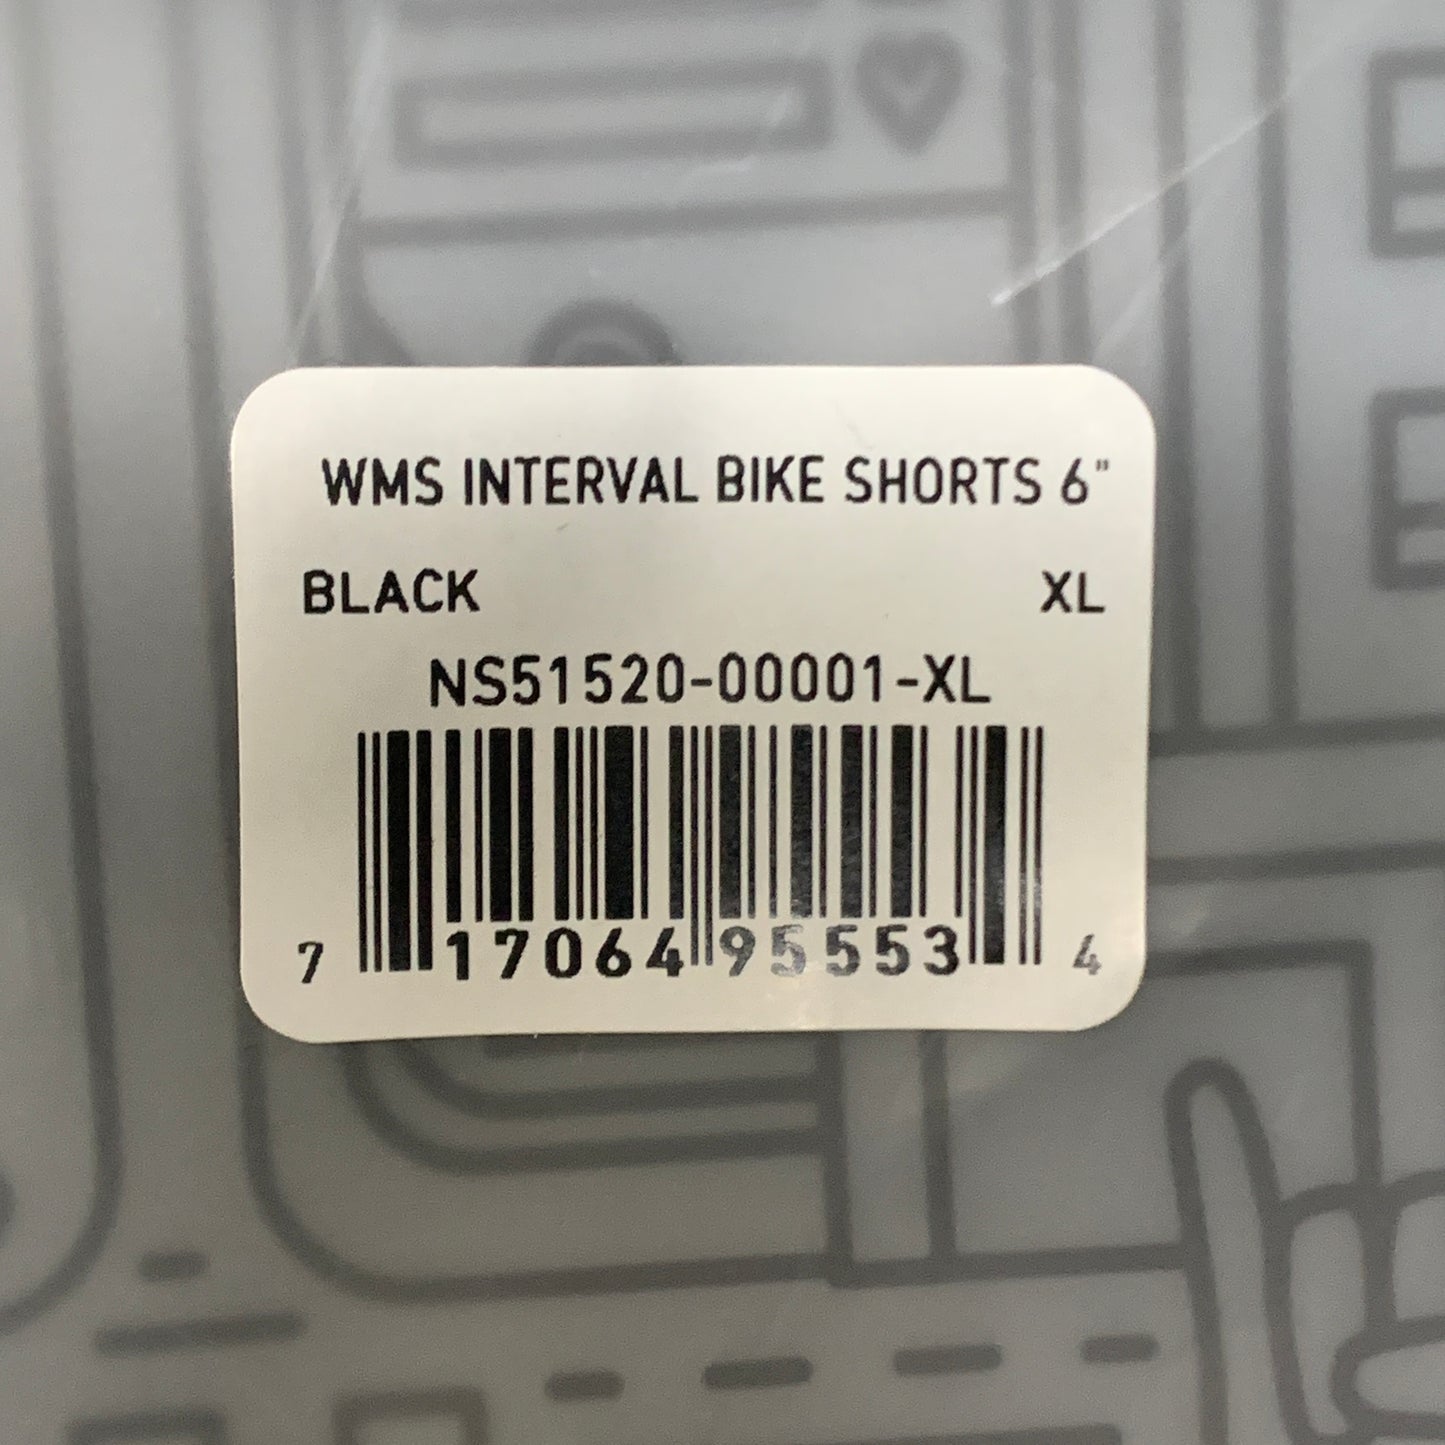 WMS INTERVAL BIKE SHORTS 6"
BLACK XL
NS51520-00001-XL
7 17064 95553 4